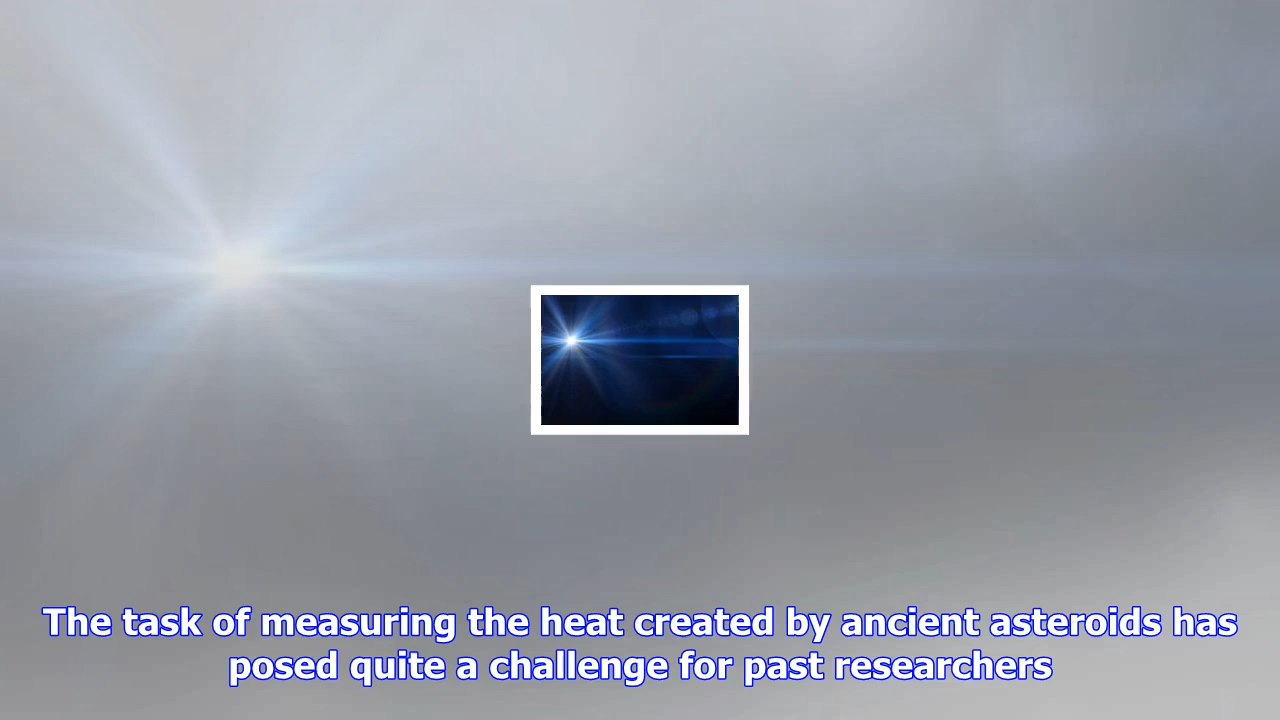 The task of measuring the heat created by ancient asteroids has
posed quite a challenge for past researchers